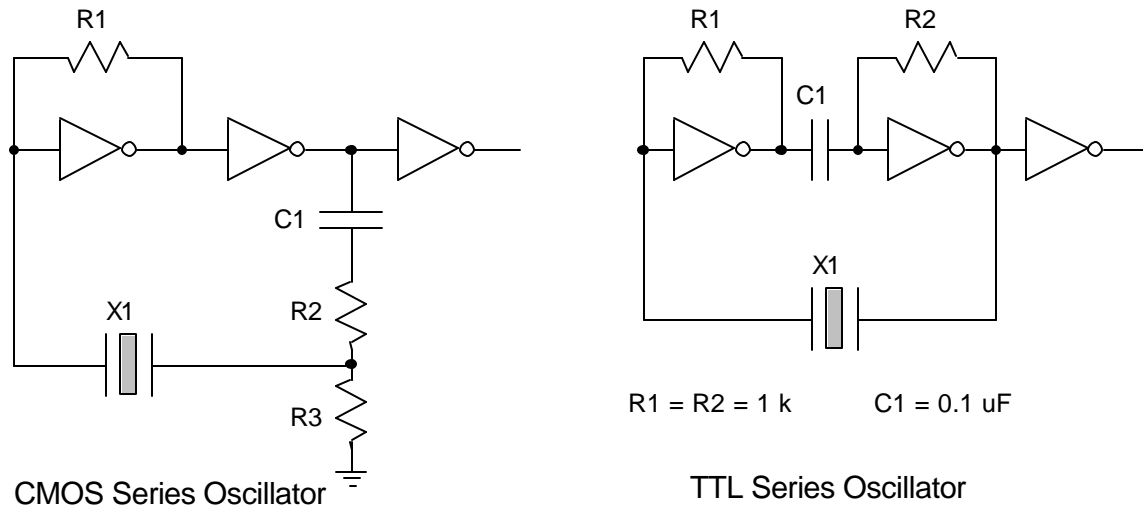 R1
C1
R2
X1
R3
CMOS Series Oscillator
R1
R2
C1
X1
R1 = R2 = 1 k
C1 = 0.1 uF
TTL Series Oscillator